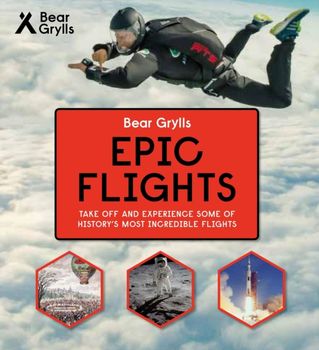 Bear
Grylls
Bear Grylls
EPIC
FLIGHTS
TAKE OFF AND EXPERIENCE SOME OF
HISTORY'S MOST INCREDIBLE FLIGHTS